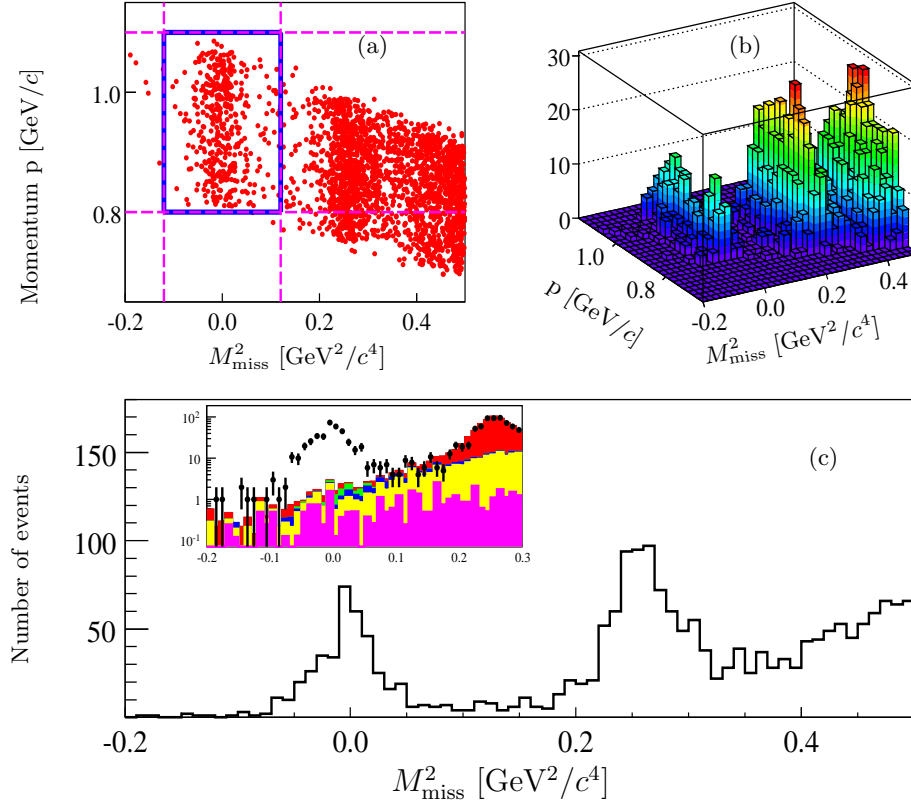 (a)
Momentum p [GeV/c]
1.0
0.8
-0.2 0.0 0.2 0.4
M²miss [GeV²/c⁴]
(b)
30
20
10
0
1.0
0.8
p [GeV/c]
-0.2
0.0
0.2
0.4
M²miss [GeV²/c⁴]
(c)
Number of events
150
100
50
-0.2 0.0 0.2 0.4
M²miss [GeV²/c⁴]
10²
10
1
10⁻¹
-0.2 -0.1 0.0 0.1 0.2 0.3